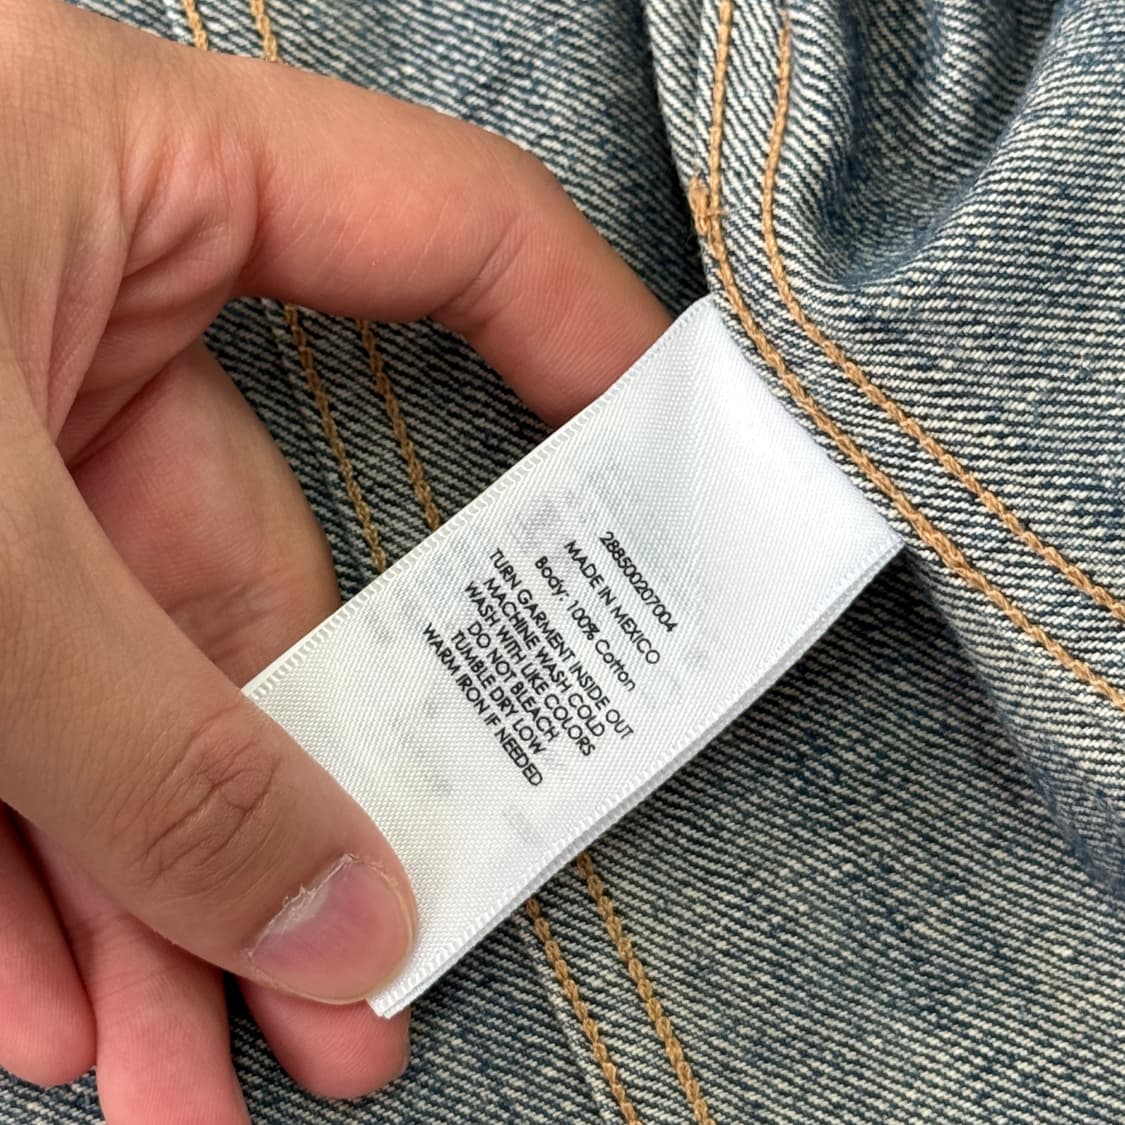 288500207004
MADE IN MEXICO
Body: 100% Cotton
TURN GARMENT INSIDE OUT
MACHINE WASH COLD
WASH WITH LIKE COLORS
DO NOT BLEACH
TUMBLE DRY LOW
WARM IRON IF NEEDED